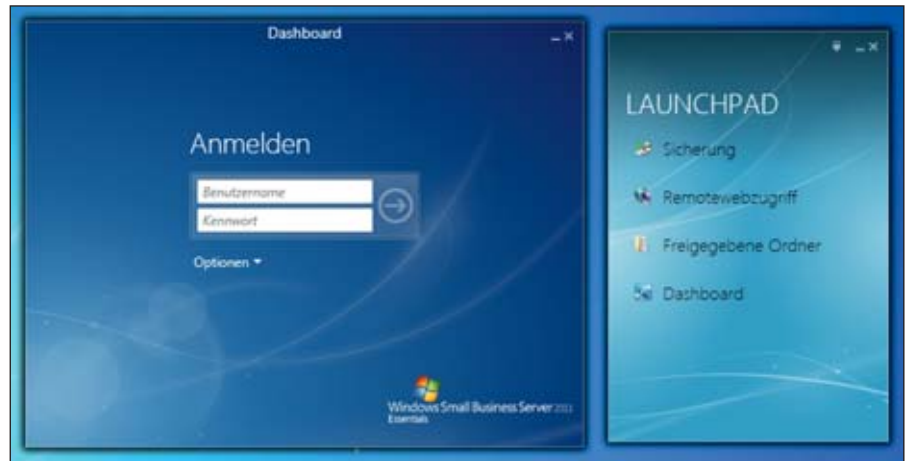 Dashboard
Anmelden
Benutzername
Kennwort
Optionen
Windows Small Business Server 2011
Essentials
LAUNCHPAD
Sicherung
Remotewebzugriff
Freigegebene Ordner
Dashboard